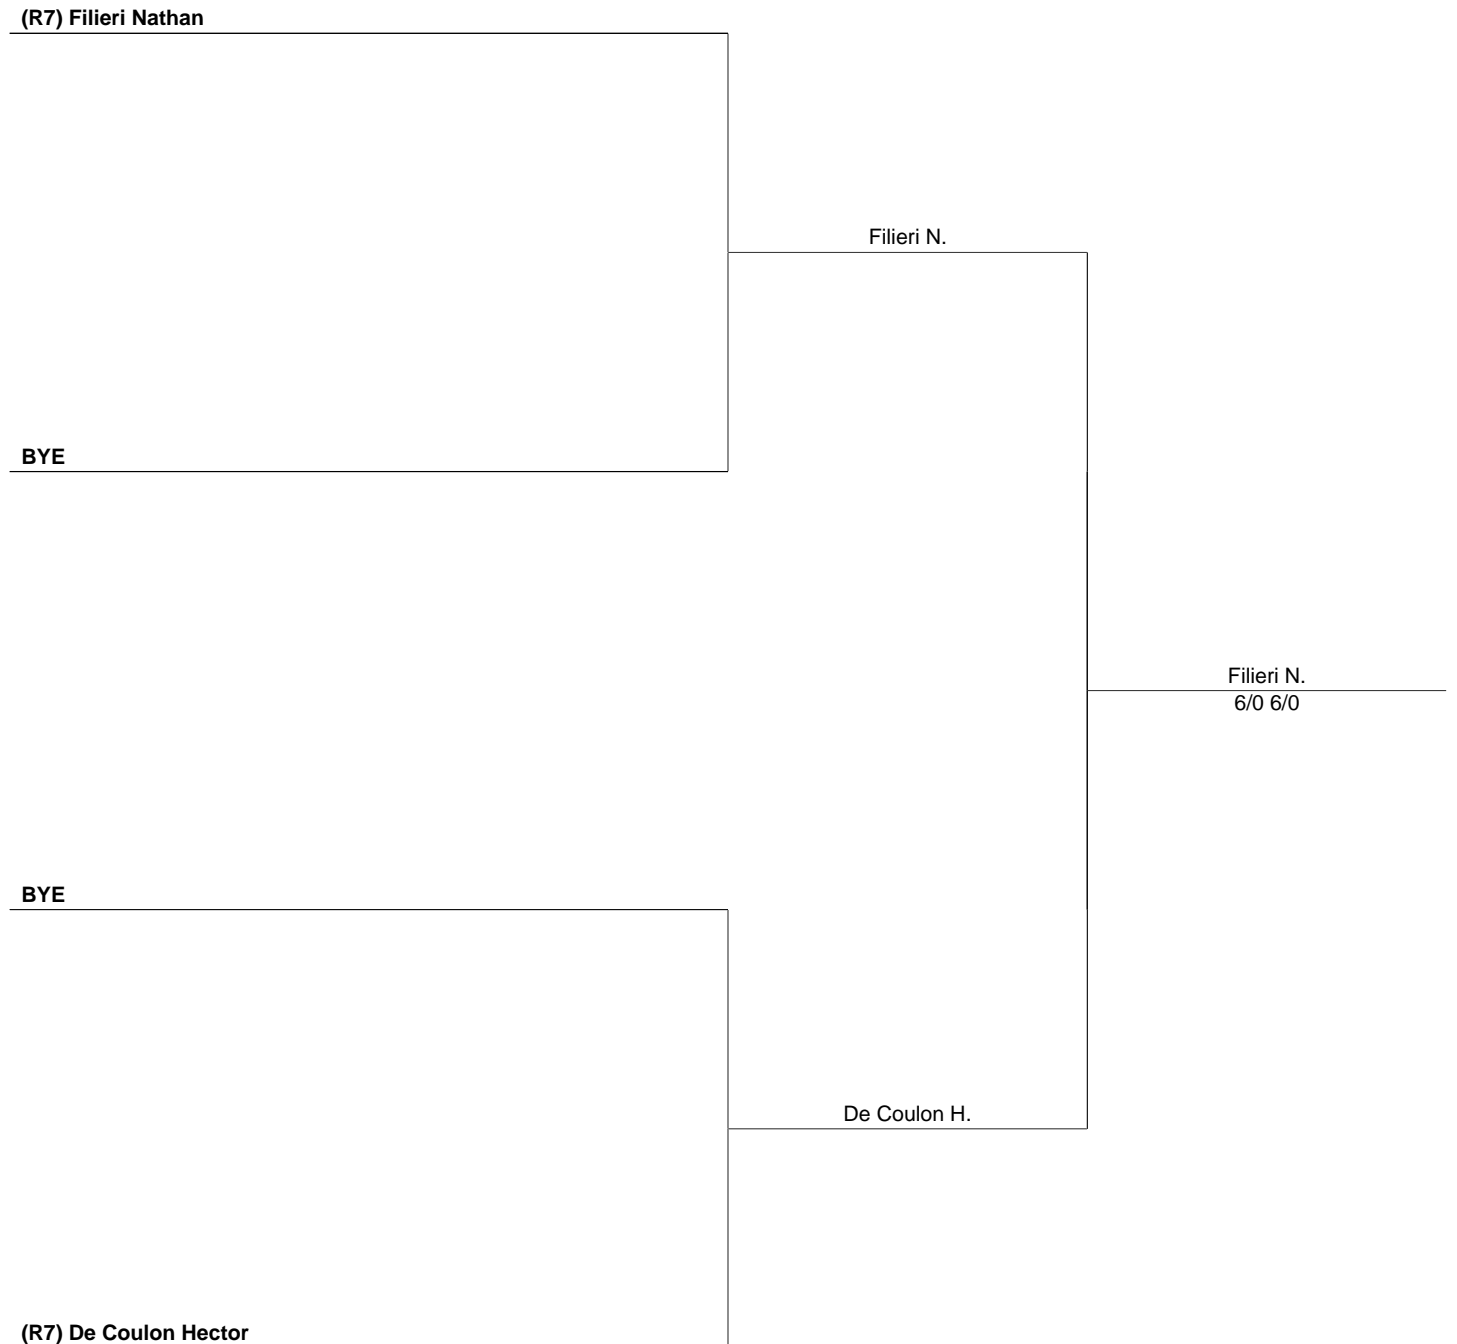 (R7) Filieri Nathan
Filieri N.
BYE
Filieri N.
6/0 6/0
BYE
De Coulon H.
(R7) De Coulon Hector